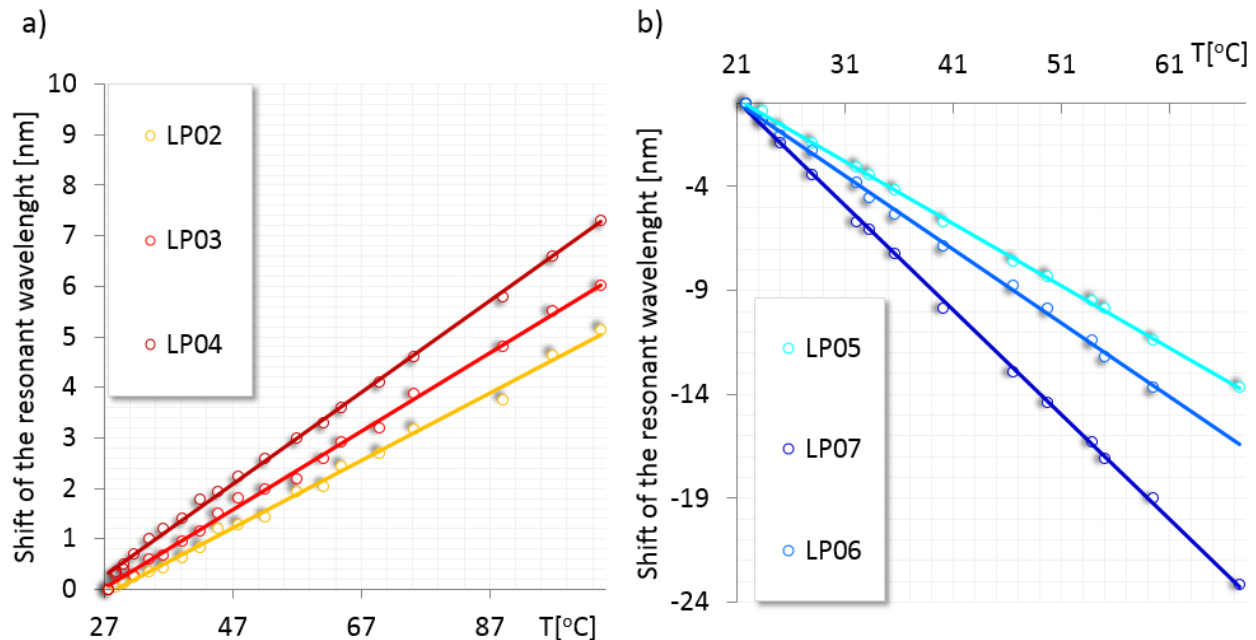 a)
Shift of the resonant wavelenght [nm]
10
9
8
7
6
5
4
3
2
1
0
LP02
LP03
LP04
27 47 67 87 T[°C]
b)
21 31 41 51 61 T[°C]
Shift of the resonant wavelenght [nm]
-4
-9
-14
-19
-24
LP05
LP07
LP06